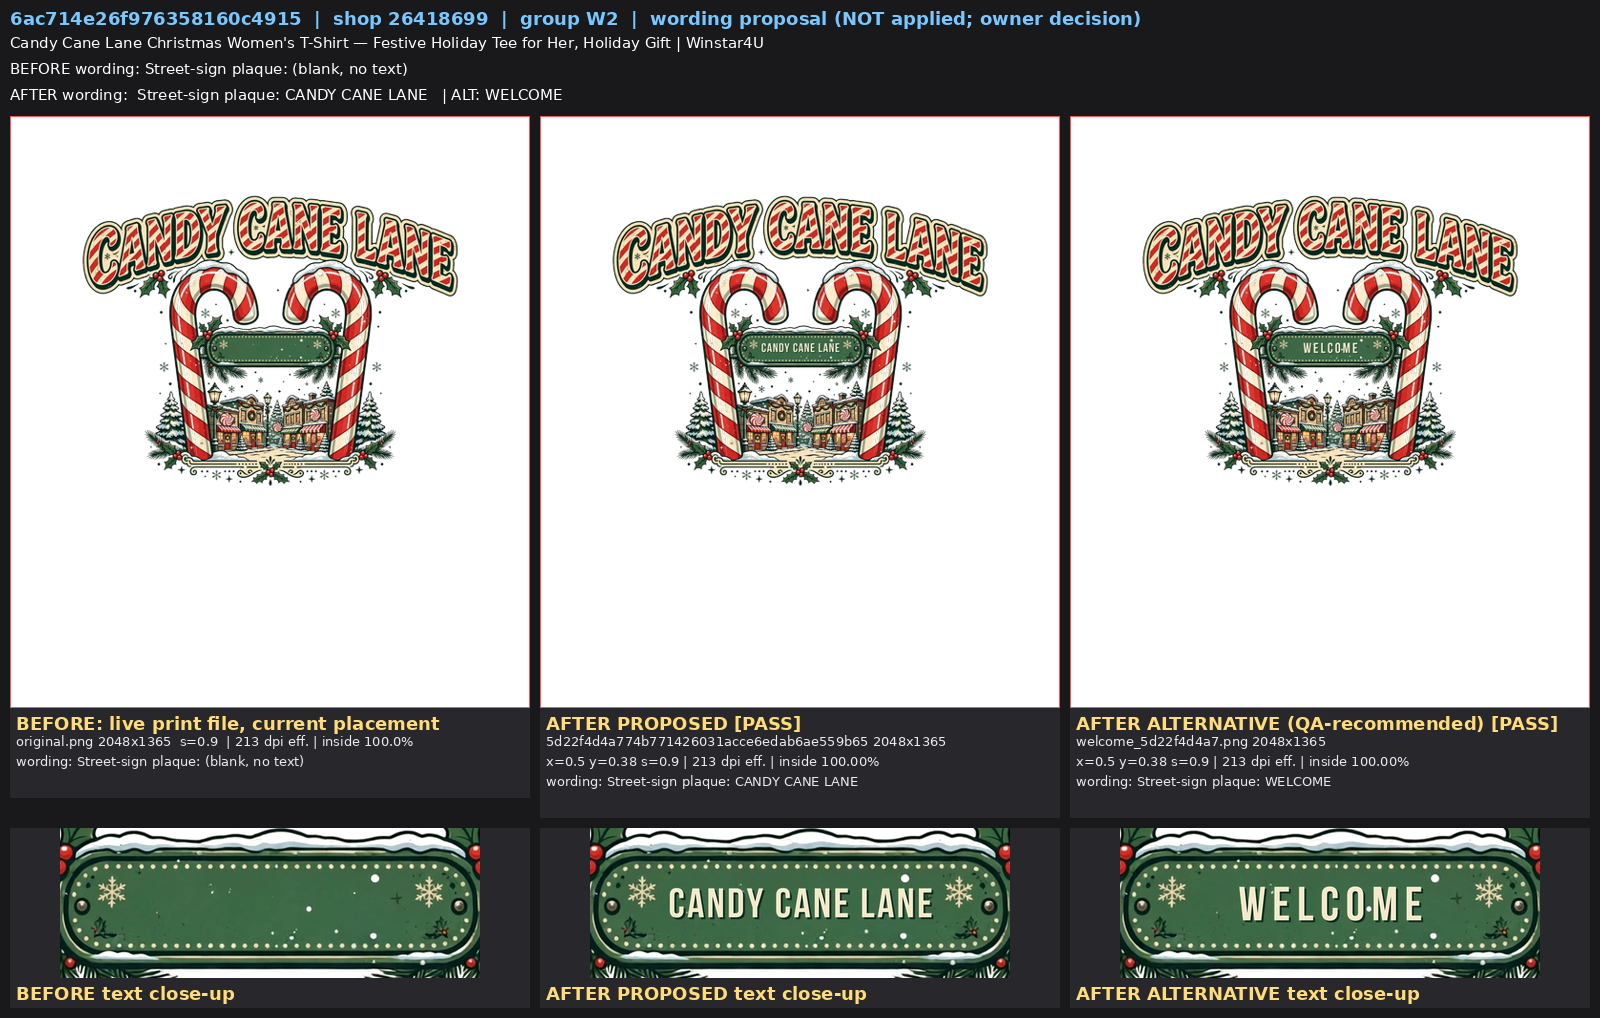 6ac714e26f976358160c4915 | shop 26418699 | group W2 | wording proposal (NOT applied; owner decision)
Candy Cane Lane Christmas Women's T-Shirt — Festive Holiday Tee for Her, Holiday Gift | Winstar4U
BEFORE wording: Street-sign plaque: (blank, no text)
AFTER wording:  Street-sign plaque: CANDY CANE LANE   | ALT: WELCOME
CANDY CANE LANE
CANDY CANE LANE
CANDY CANE LANE
CANDY CANE LANE
WELCOME
BEFORE: live print file, current placement
original.png 2048x1365  s=0.9  | 213 dpi eff. | inside 100.0%
wording: Street-sign plaque: (blank, no text)
AFTER PROPOSED [PASS]
5d22f4d4a774b771426031acce6edab6ae559b65 2048x1365
x=0.5 y=0.38 s=0.9 | 213 dpi eff. | inside 100.00%
wording: Street-sign plaque: CANDY CANE LANE
AFTER ALTERNATIVE (QA-recommended) [PASS]
welcome_5d22f4d4a7.png 2048x1365
x=0.5 y=0.38 s=0.9 | 213 dpi eff. | inside 100.00%
wording: Street-sign plaque: WELCOME
BEFORE text close-up
CANDY CANE LANE
AFTER PROPOSED text close-up
WELCOME
AFTER ALTERNATIVE text close-up